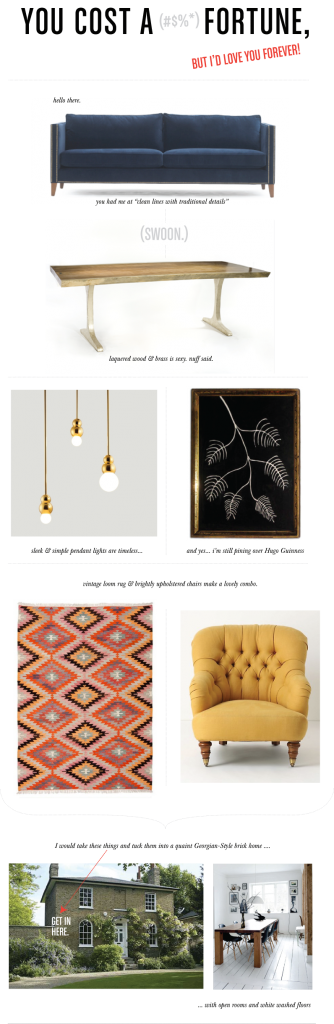 YOU COST A (#$%*) FORTUNE,
BUT I'D LOVE YOU FOREVER!
hello there.
you had me at "clean lines with traditional details"
(SWOON.)
laquered wood & brass is sexy. nuff said.
sleek & simple pendant lights are timeless...
and yes... i'm still pining over Hugo Guinness
vintage loom rug & brightly upholstered chairs make a lovely combo.
I would take these things and tuck them into a quaint Georgian-Style brick home ....
GET IN
HERE.
... with open rooms and white washed floors